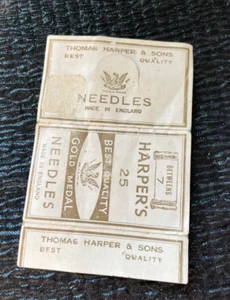 THOMAS HARPER & SONS
BEST QUALITY
NEEDLES
MADE IN ENGLAND
BETWEENS
7
HARPER'S
25
BEST QUALITY
GOLD MEDAL
NEEDLES
MADE IN ENGLAND
THOMAS HARPER & SONS
BEST QUALITY